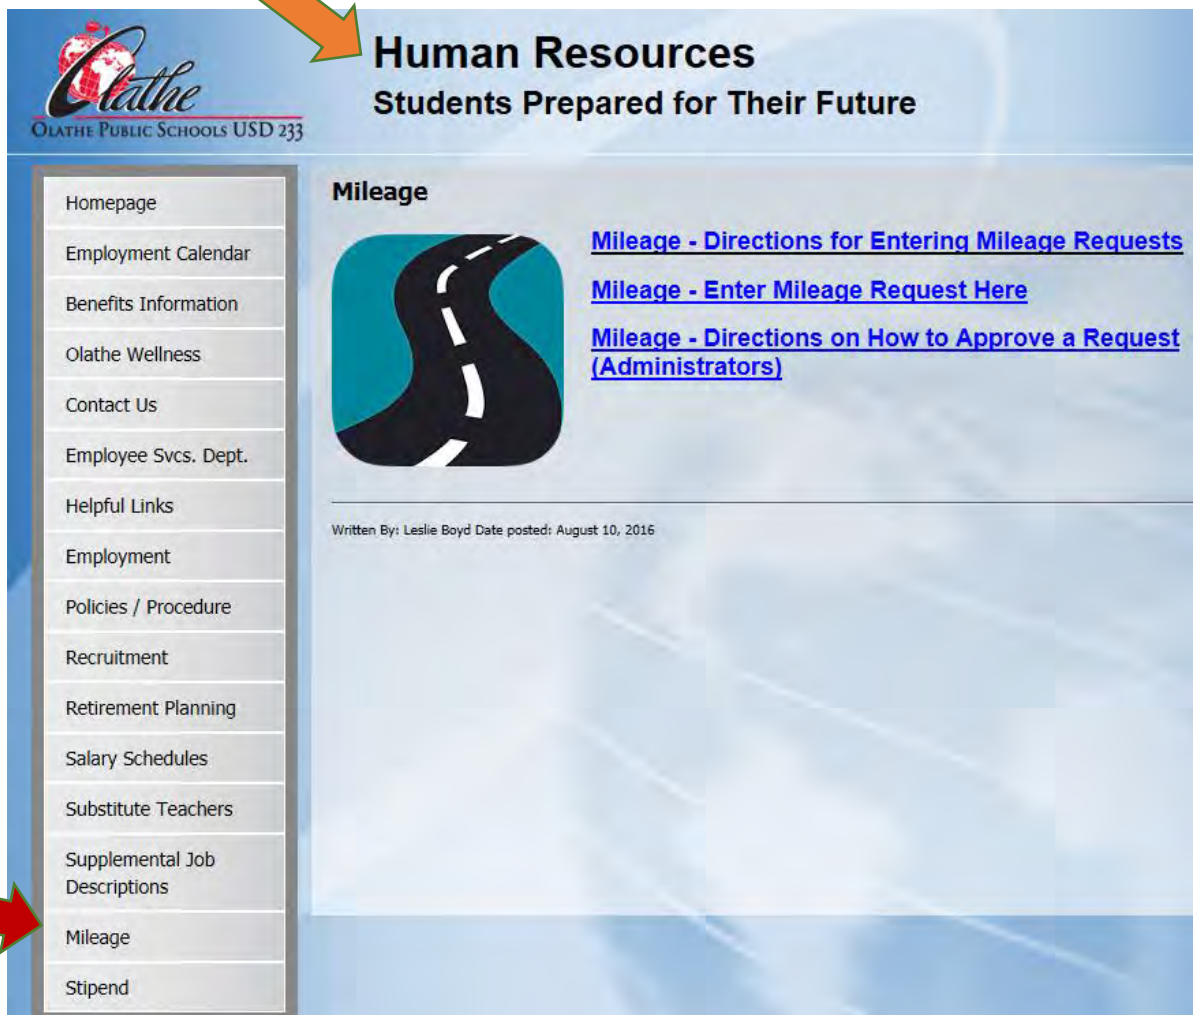 Olathe
OLATHE PUBLIC SCHOOLS USD 233
Human Resources
Students Prepared for Their Future
Homepage
Employment Calendar
Benefits Information
Olathe Wellness
Contact Us
Employee Svcs. Dept.
Helpful Links
Employment
Policies / Procedure
Recruitment
Retirement Planning
Salary Schedules
Substitute Teachers
Supplemental Job
Descriptions
Mileage
Stipend
Mileage
Mileage - Directions for Entering Mileage Requests
Mileage - Enter Mileage Request Here
Mileage - Directions on How to Approve a Request
(Administrators)
Written By: Leslie Boyd Date posted: August 10, 2016